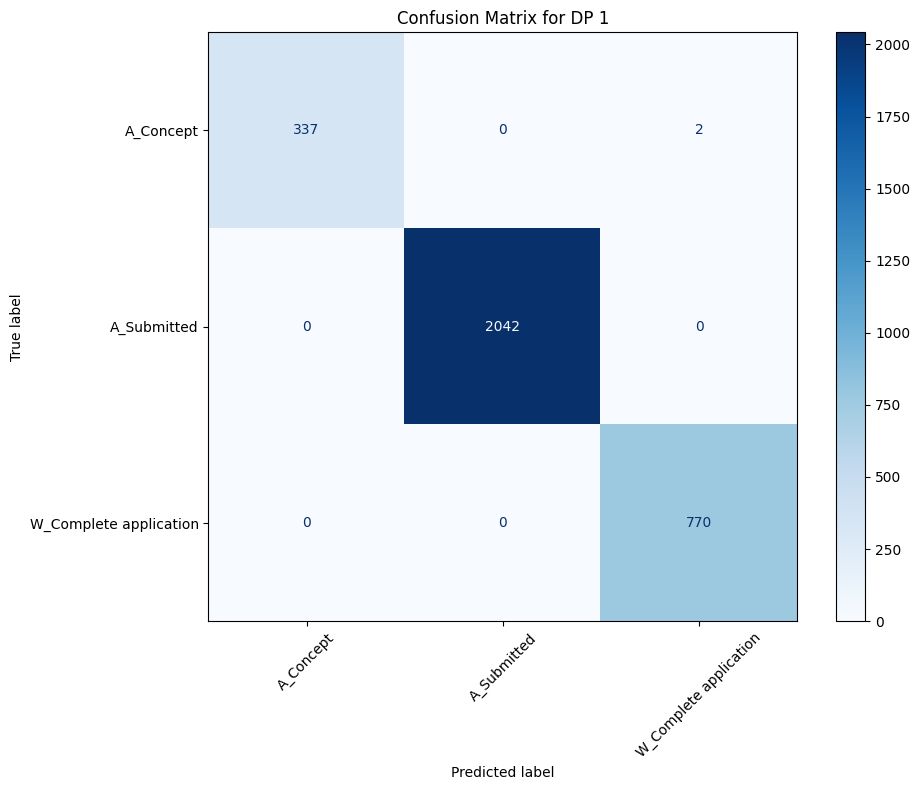 Confusion Matrix for DP 1
True label
A_Concept
337 0 2
A_Submitted
0 2042 0
W_Complete application
0 0 770
A_Concept
A_Submitted
W_Complete application
Predicted label
2000
1750
1500
1250
1000
750
500
250
0